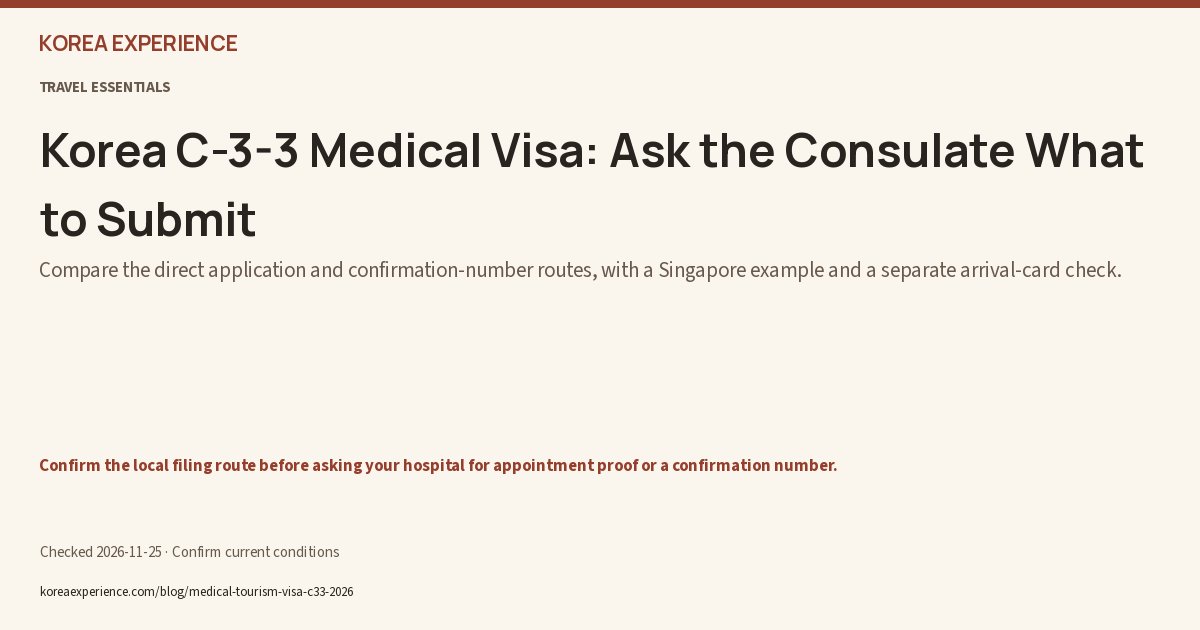 KOREA EXPERIENCE
TRAVEL ESSENTIALS
Korea C-3-3 Medical Visa: Ask the Consulate What
to Submit
Compare the direct application and confirmation-number routes, with a Singapore example and a separate arrival-card check.
Confirm the local filing route before asking your hospital for appointment proof or a confirmation number.
Checked 2026-11-25 · Confirm current conditions
koreaexperience.com/blog/medical-tourism-visa-c33-2026